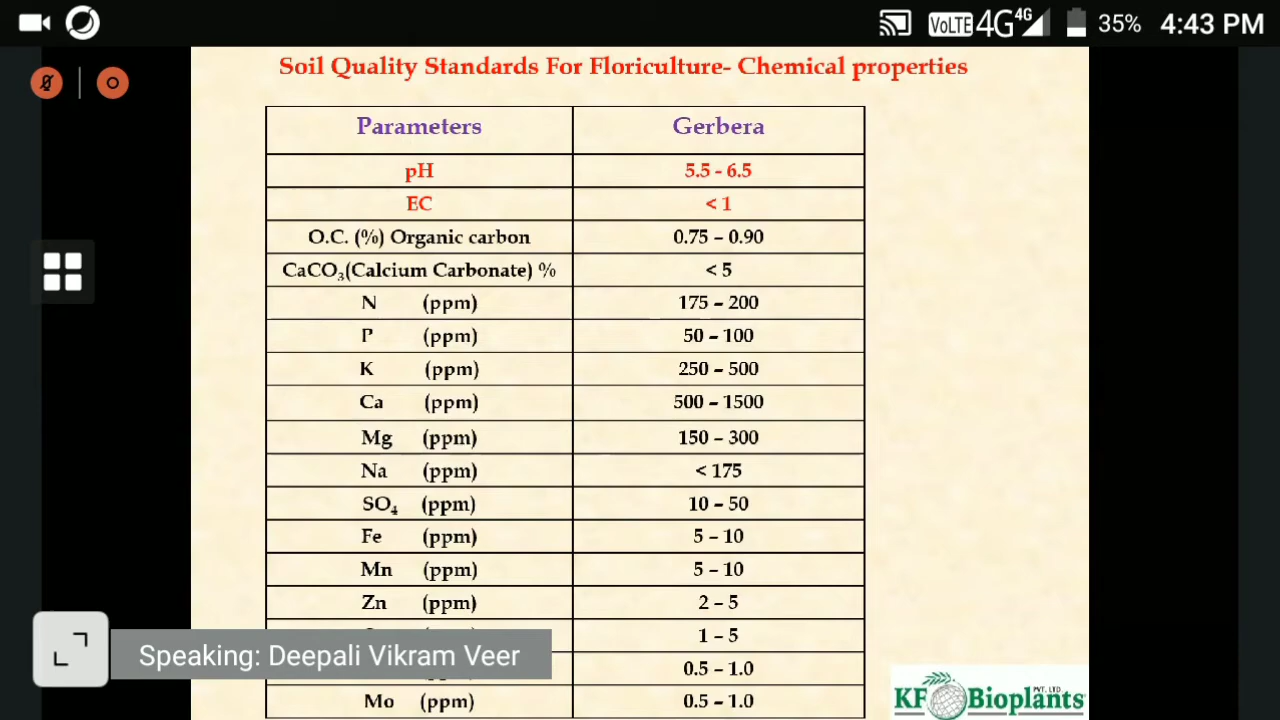 VoLTE 4G 4G 35% 4:43 PM
Soil Quality Standards For Floriculture- Chemical properties
Parameters Gerbera
pH 5.5 - 6.5
EC < 1
O.C. (%) Organic carbon 0.75 – 0.90
CaCO₃(Calcium Carbonate) % < 5
N (ppm) 175 – 200
P (ppm) 50 – 100
K (ppm) 250 – 500
Ca (ppm) 500 – 1500
Mg (ppm) 150 – 300
Na (ppm) < 175
SO₄ (ppm) 10 – 50
Fe (ppm) 5 – 10
Mn (ppm) 5 – 10
Zn (ppm) 2 – 5
1 – 5
Speaking: Deepali Vikram Veer
0.5 – 1.0
Mo (ppm) 0.5 – 1.0
KF Bioplants PVT. LTD.